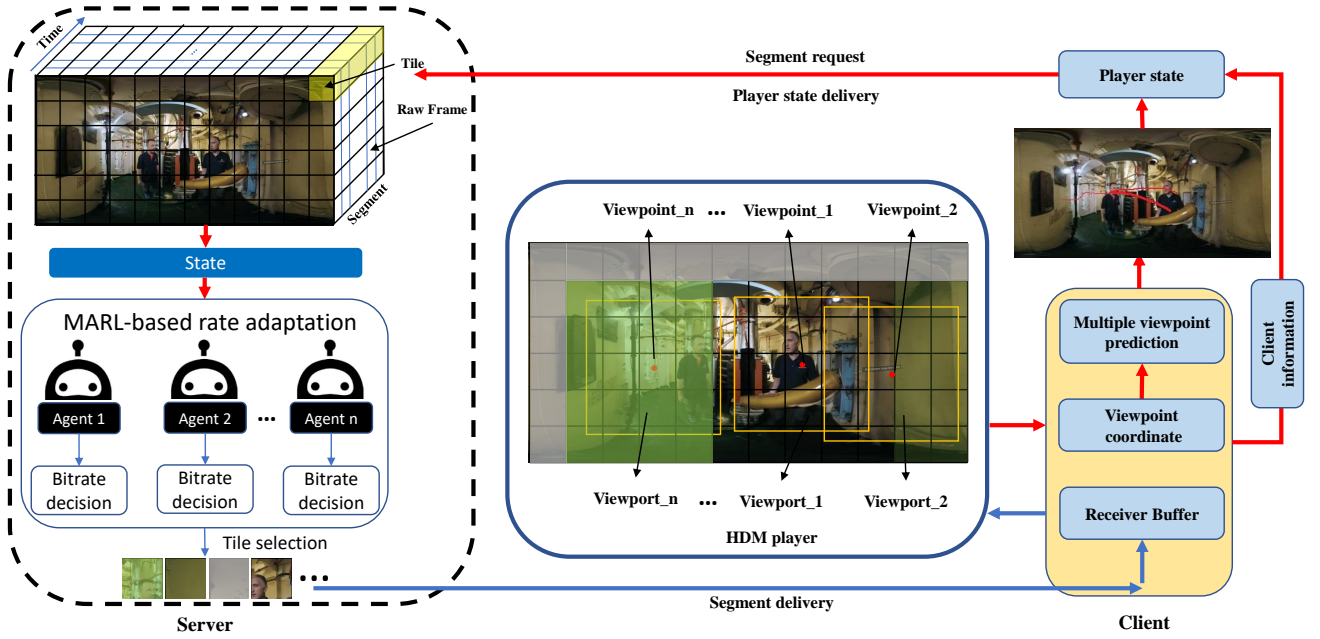 Time
...
Tile
Raw Frame
Segment
State
MARL-based rate adaptation
Agent 1
Agent 2
...
Agent n
Bitrate
decision
Bitrate
decision
Bitrate
decision
Tile selection
...
Server
Segment request
Player state delivery
Player state
Viewpoint_n
...
Viewpoint_1
Viewpoint_2
Viewport_n
...
Viewport_1
Viewport_2
HDM player
Multiple viewpoint
prediction
Viewpoint
coordinate
Receiver Buffer
Client
information
Segment delivery
Client